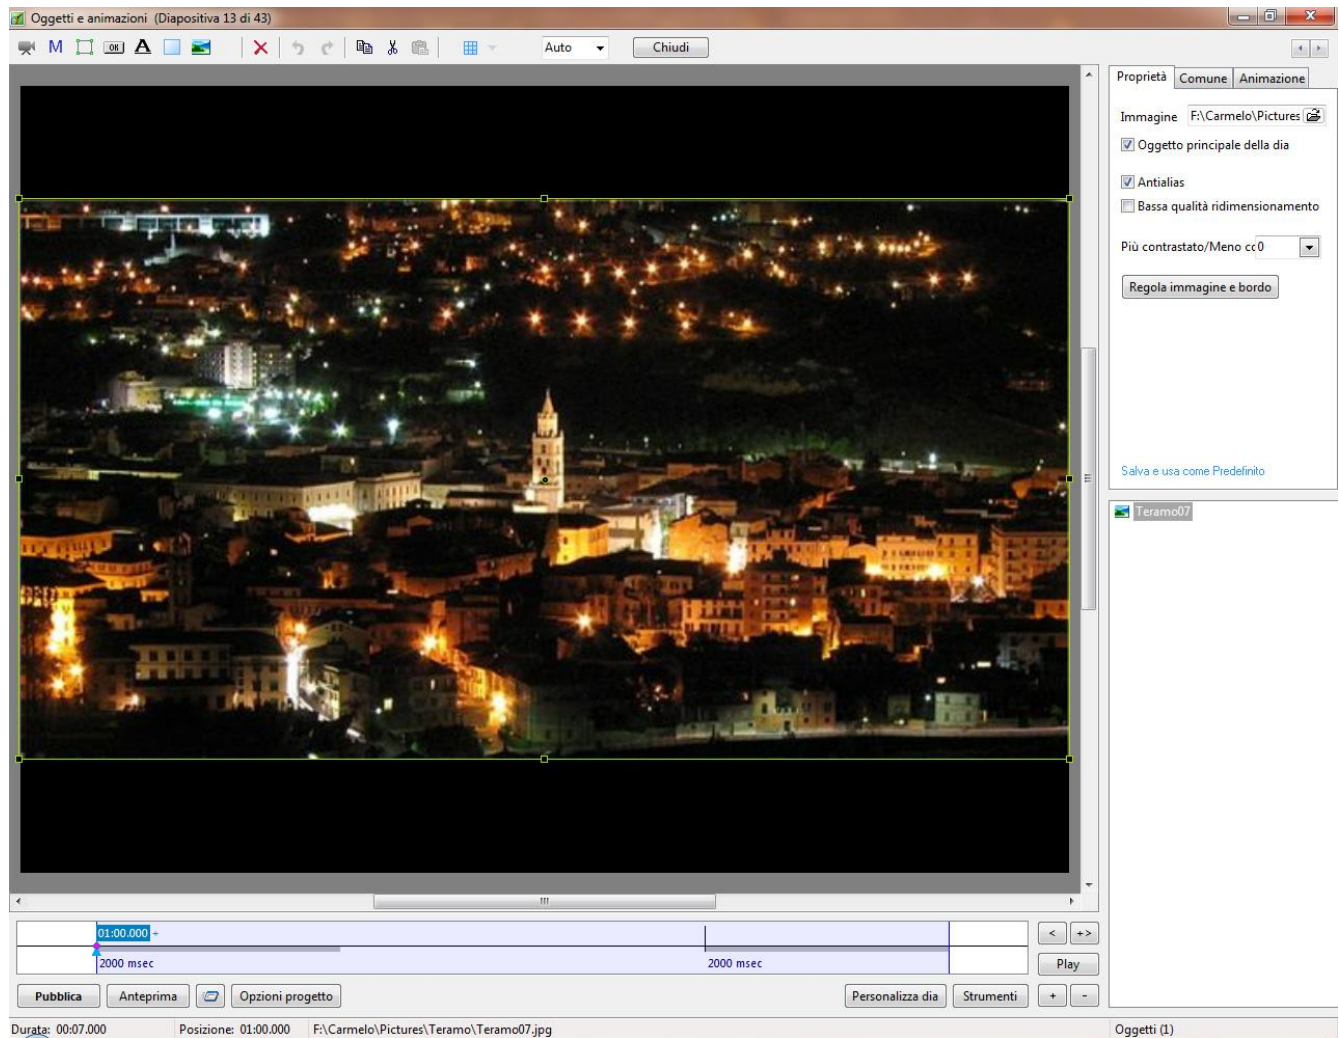 Oggetti e animazioni (Diapositiva 13 di 43)
M OK A Auto Chiudi
Proprietà Comune Animazione
Immagine F:\Carmelo\Pictures
Oggetto principale della dia
Antialias
Bassa qualità ridimensionamento
Più contrastato/Meno cc 0
Regola immagine e bordo
Salva e usa come Predefinito
Teramo07
01:00.000 +
2000 msec 2000 msec
< +>
Play
Pubblica Anteprima Opzioni progetto Personalizza dia Strumenti + -
Durata: 00:07.000 Posizione: 01:00.000 F:\Carmelo\Pictures\Teramo\Teramo07.jpg Oggetti (1)